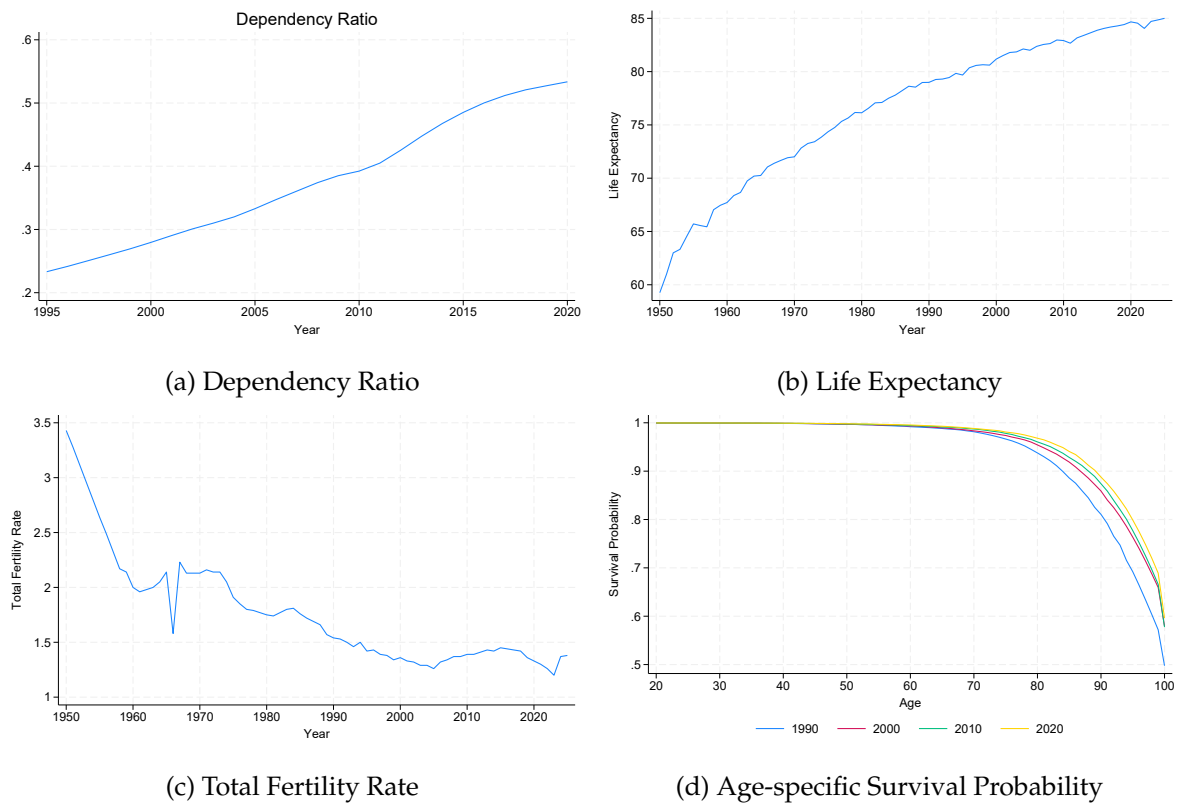 Dependency Ratio
.6
.5
.4
.3
.2
1995 2000 2005 2010 2015 2020
Year
(a) Dependency Ratio
85
80
75
70
65
60
Life Expectancy
1950 1960 1970 1980 1990 2000 2010 2020
Year
(b) Life Expectancy
3.5
3
2.5
2
1.5
1
Total Fertility Rate
1950 1960 1970 1980 1990 2000 2010 2020
Year
(c) Total Fertility Rate
1
.9
.8
.7
.6
.5
Survival Probability
20 30 40 50 60 70 80 90 100
Age
1990 2000 2010 2020
(d) Age-specific Survival Probability